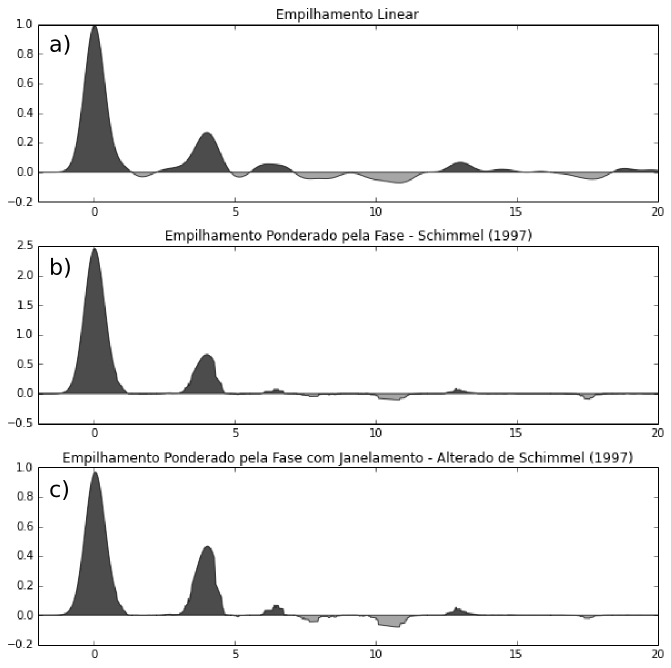 Empilhamento Linear
a)
1.0
0.8
0.6
0.4
0.2
0.0
−0.2
0 5 10 15 20
Empilhamento Ponderado pela Fase - Schimmel (1997)
b)
2.5
2.0
1.5
1.0
0.5
0.0
−0.5
0 5 10 15 20
Empilhamento Ponderado pela Fase com Janelamento - Alterado de Schimmel (1997)
c)
1.0
0.8
0.6
0.4
0.2
0.0
−0.2
0 5 10 15 20